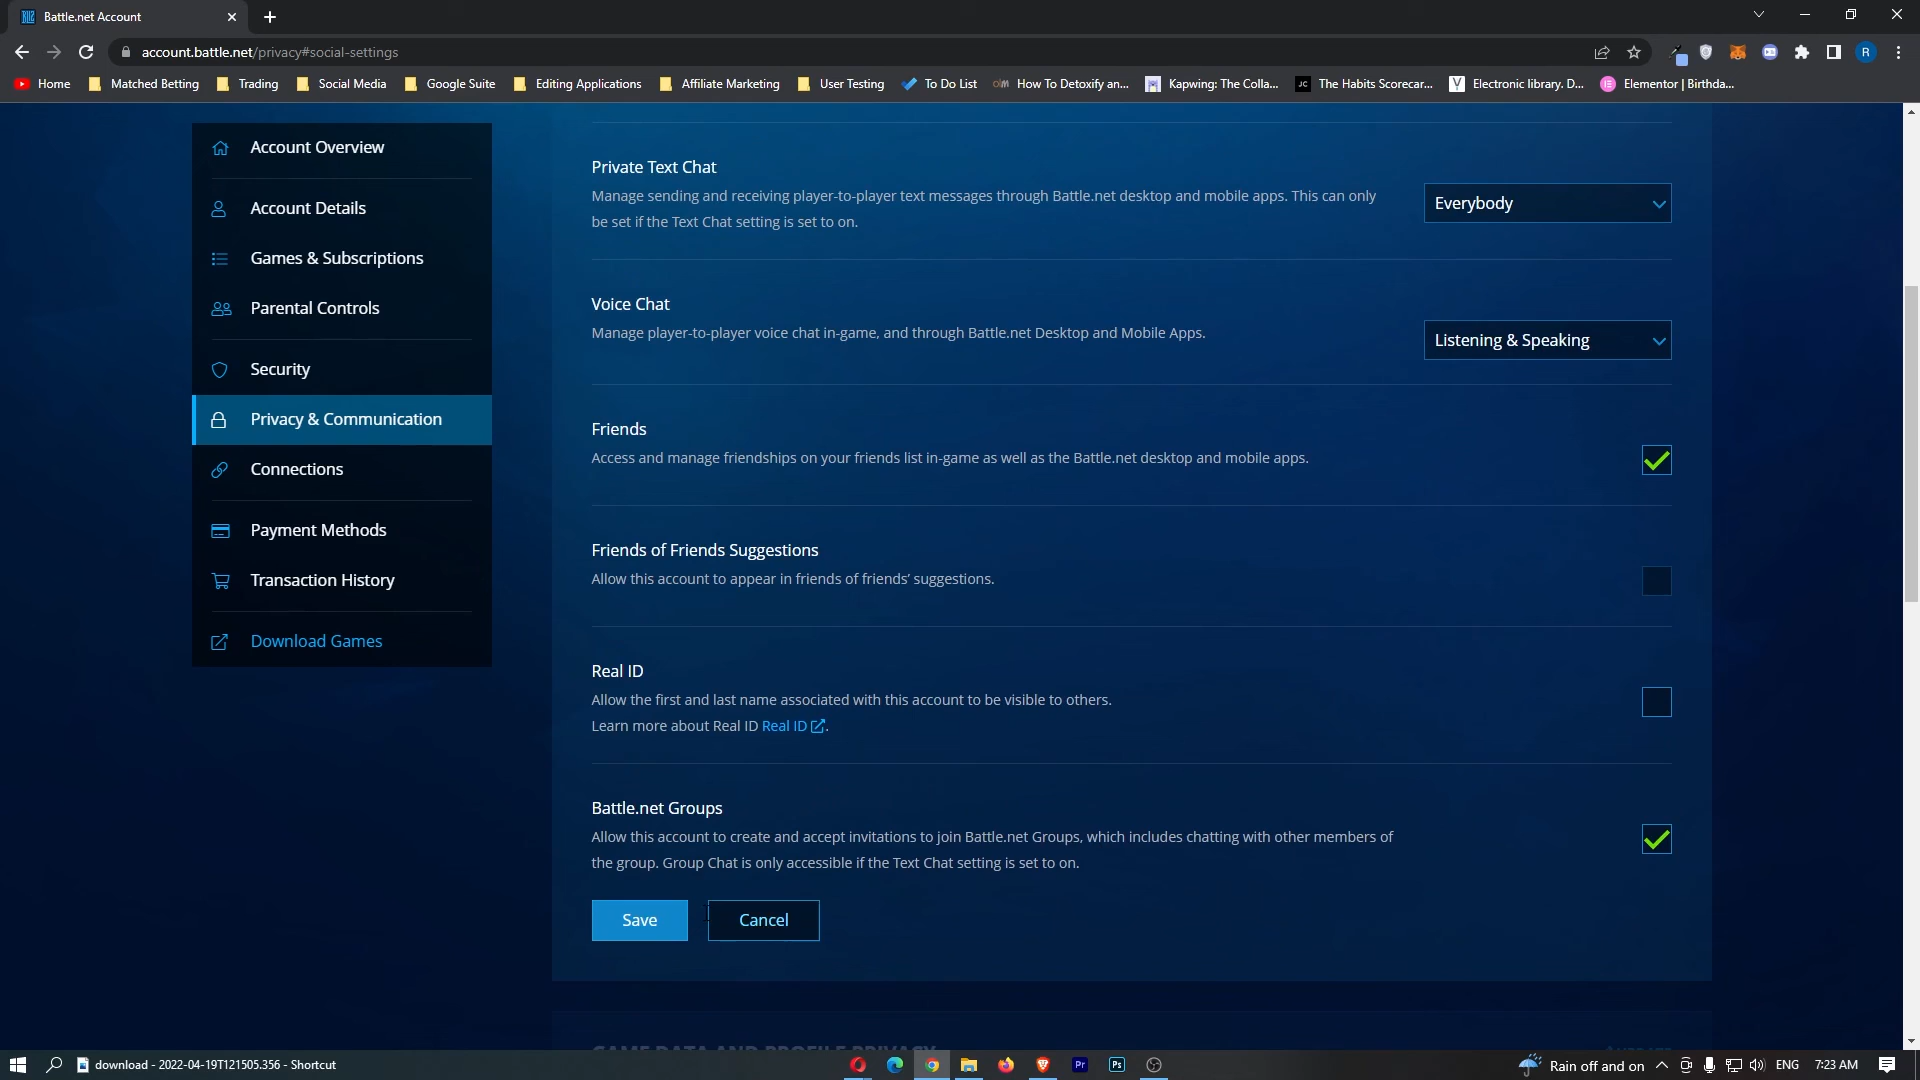 Battle.net Account
account.battle.net/privacy#social-settings
R
Home
Matched Betting
Trading
Social Media
Google Suite
Editing Applications
Affiliate Marketing
User Testing
To Do List
How To Detoxify an...
Kapwing: The Colla...
JC
The Habits Scorecar...
Electronic library. D...
Elementor | Birthda...
Account Overview
Account Details
Games & Subscriptions
Parental Controls
Security
Privacy & Communication
Connections
Payment Methods
Transaction History
Download Games
Private Text Chat
Manage sending and receiving player-to-player text messages through Battle.net desktop and mobile apps. This can only
be set if the Text Chat setting is set to on.
Everybody
Voice Chat
Manage player-to-player voice chat in-game, and through Battle.net Desktop and Mobile Apps.
Listening & Speaking
Friends
Access and manage friendships on your friends list in-game as well as the Battle.net desktop and mobile apps.
Friends of Friends Suggestions
Allow this account to appear in friends of friends’ suggestions.
Real ID
Allow the first and last name associated with this account to be visible to others.
Learn more about Real ID Real ID.
Battle.net Groups
Allow this account to create and accept invitations to join Battle.net Groups, which includes chatting with other members of
the group. Group Chat is only accessible if the Text Chat setting is set to on.
Save
Cancel
GAME DATA AND PROFILE PRIVACY
download - 2022-04-19T121505.356 - Shortcut
Pr
Ps
Rain off and on
ENG
7:23 AM